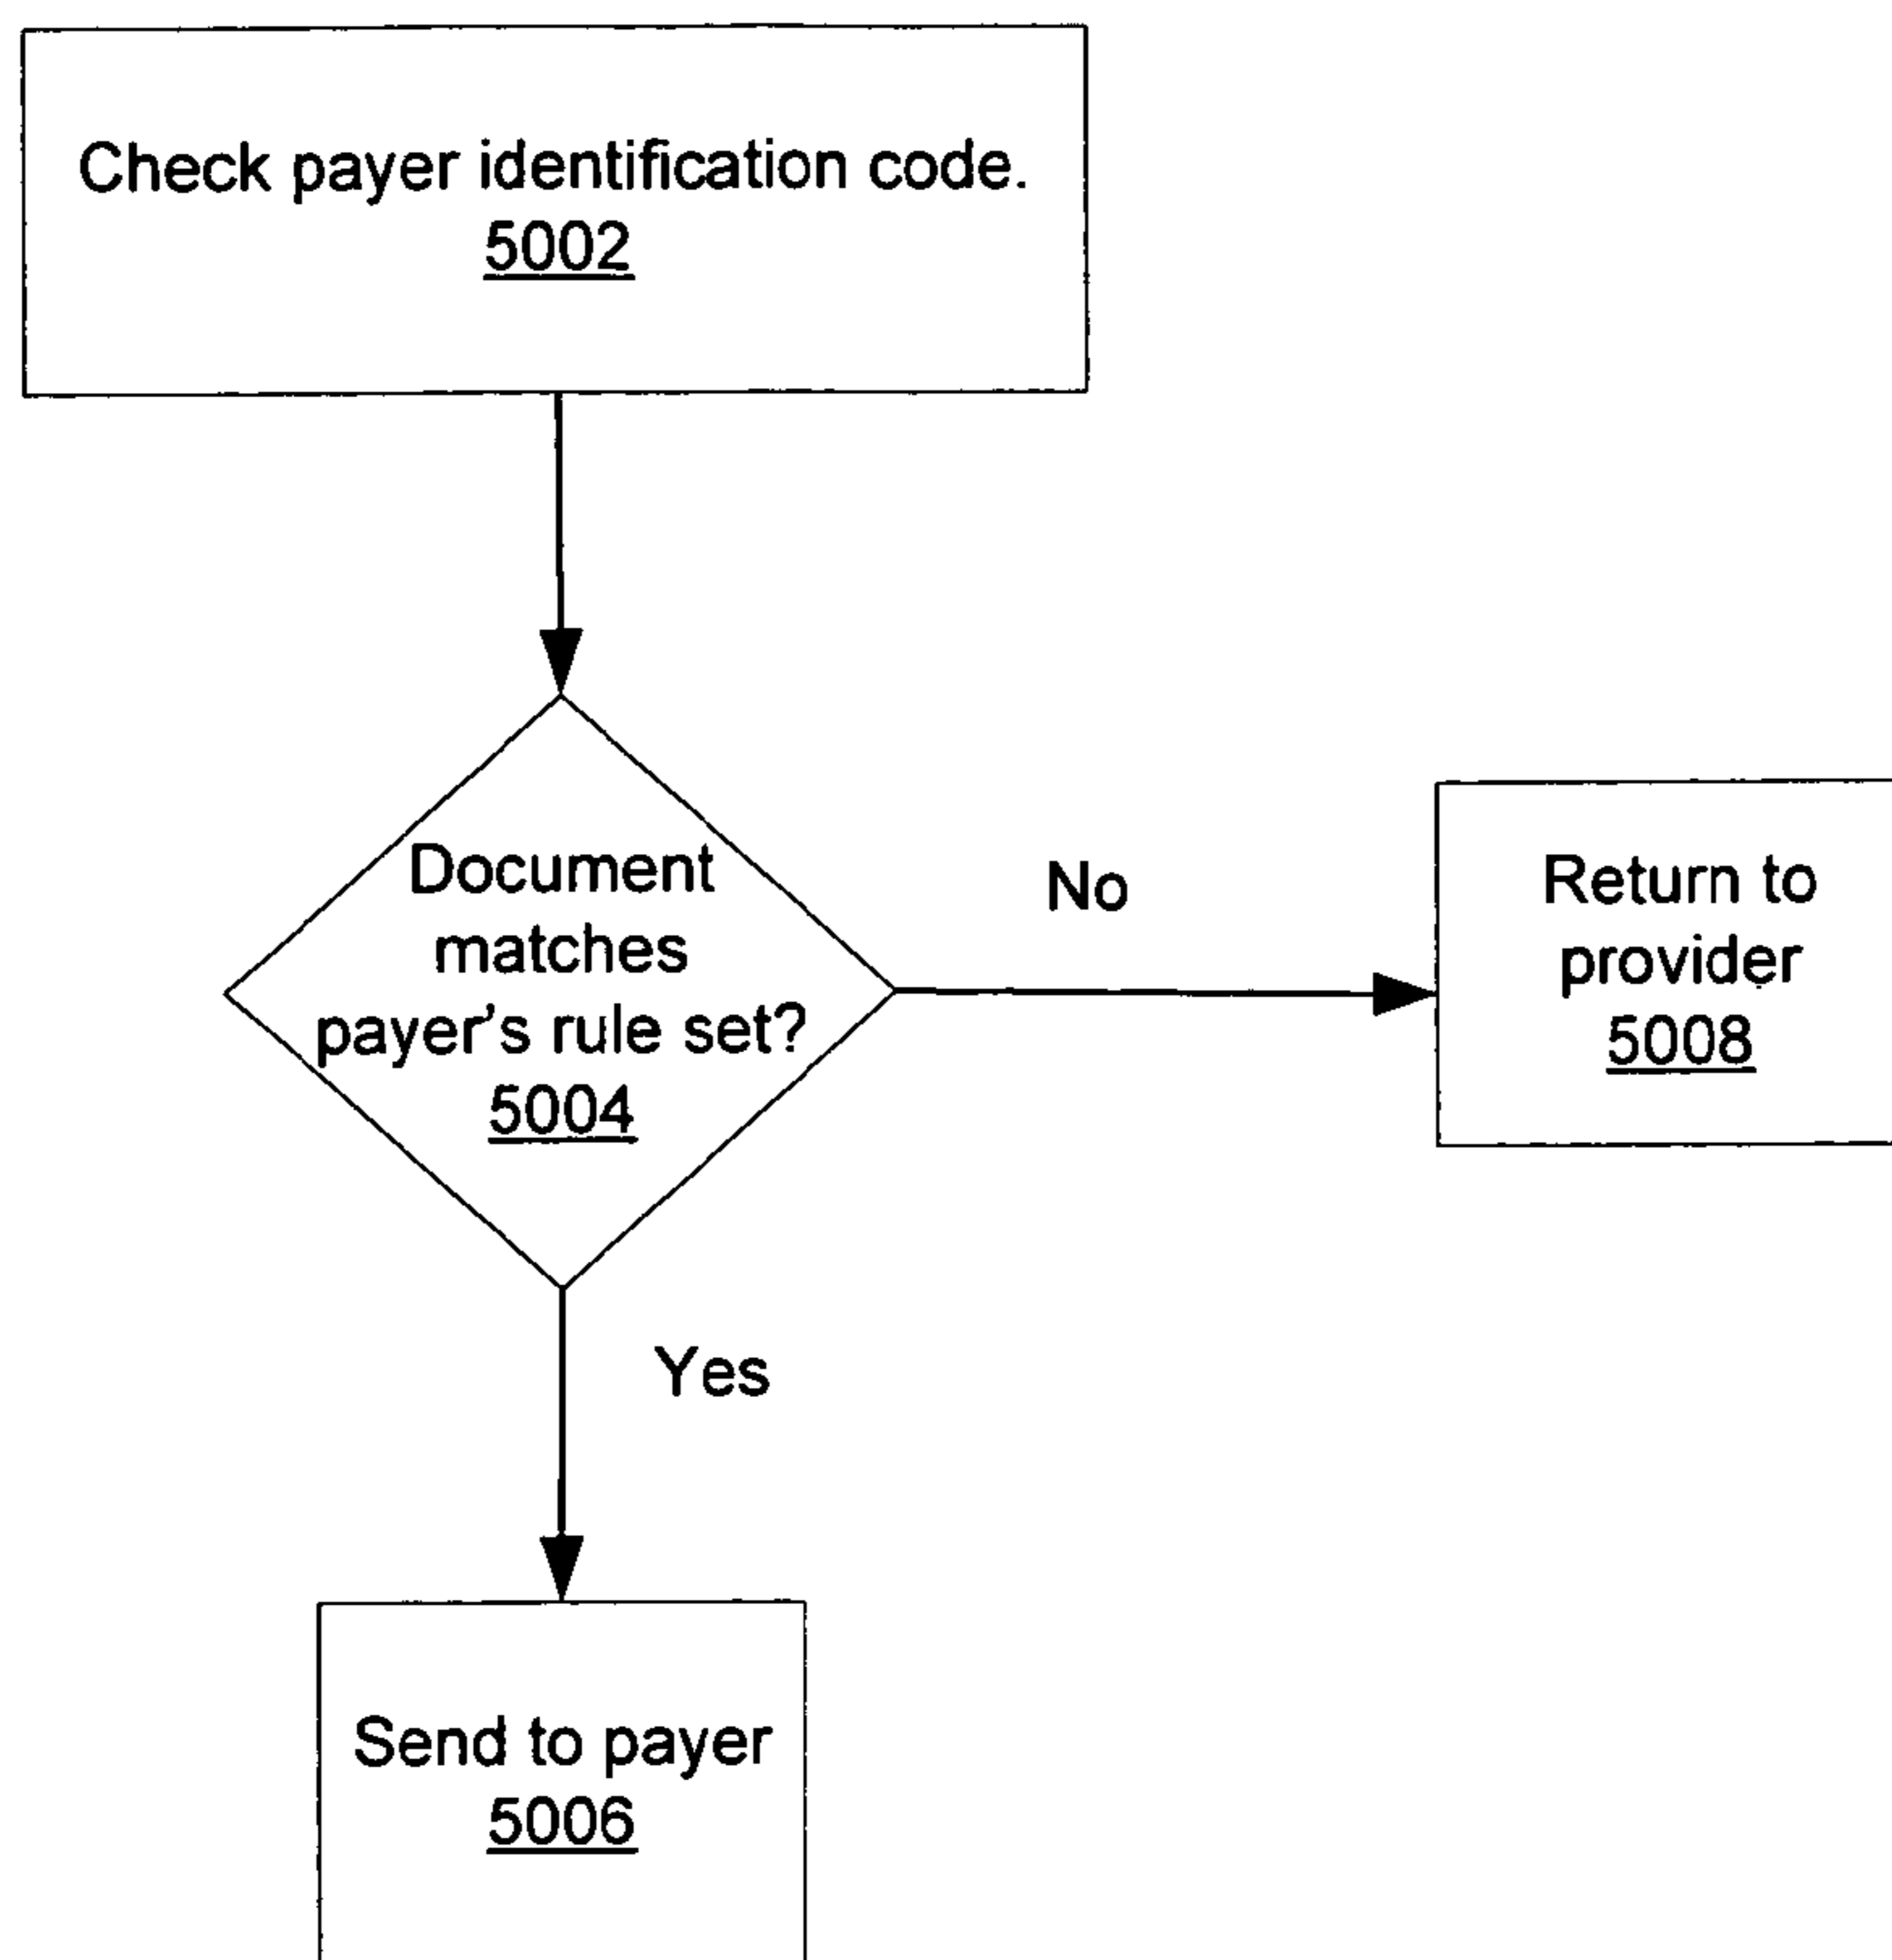 Check payer identification code.
5002
Document
matches
payer's rule set?
5004
No
Return to
provider
5008
Yes
Send to payer
5006